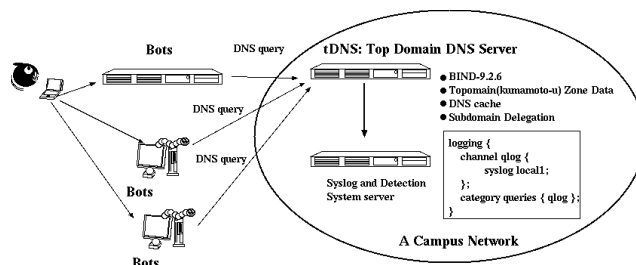 Bots
DNS query
tDNS: Top Domain DNS Server
● BIND-9.2.6
● Topomain(kumamoto-u) Zone Data
● DNS cache
● Subdomain Delegation
DNS query
DNS query
Bots
Syslog and Detection
System server
logging {
channel qlog {
syslog local1;
};
category queries { qlog };
}
A Campus Network
Bots